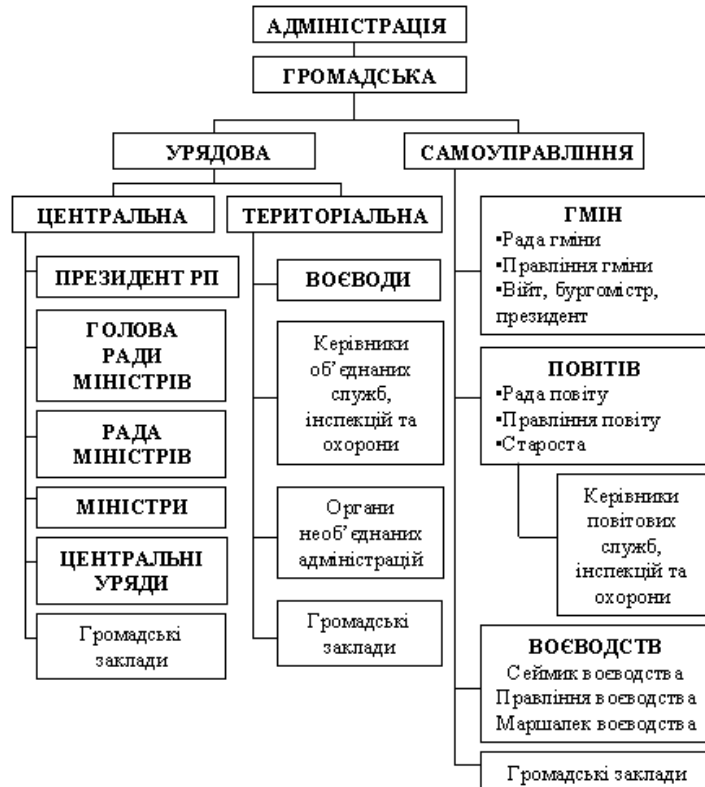 АДМІНІСТРАЦІЯ
ГРОМАДСЬКА
УРЯДОВА
САМОУПРАВЛІННЯ
ЦЕНТРАЛЬНА
ТЕРИТОРІАЛЬНА
ПРЕЗИДЕНТ РП
ГОЛОВА
РАДИ
МІНІСТРІВ
РАДА
МІНІСТРІВ
МІНІСТРИ
ЦЕНТРАЛЬНІ
УРЯДИ
Громадські
заклади
ВОЄВОДИ
Керівники
об’єднаних
служб,
інспекцій та
охорони
Органи
необ’єднаних
адміністрацій
Громадські
заклади
ГМІН
▪Рада гміни
▪Правління гміни
▪Війт, бургомістр,
президент
ПОВІТІВ
▪Рада повіту
▪Правління повіту
▪Староста
Керівники
повітових
служб,
інспекцій та
охорони
ВОЄВОДСТВ
Сеймик воєводства
Правління воєводства
Маршалек воєводства
Громадські заклади